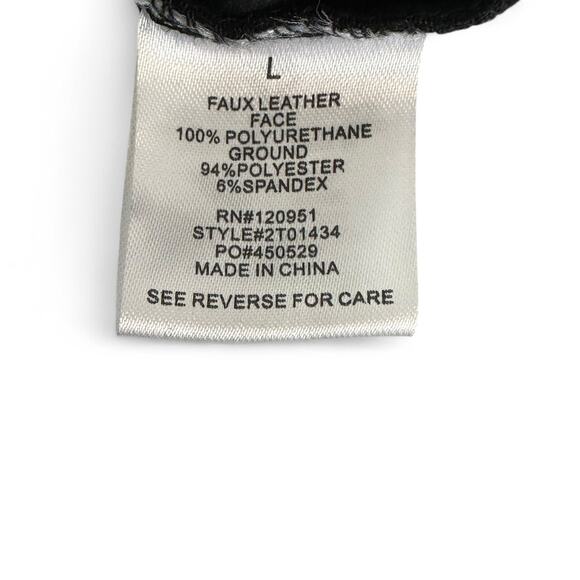 L
FAUX LEATHER
FACE
100% POLYURETHANE
GROUND
94%POLYESTER
6%SPANDEX
RN#120951
STYLE#2T01434
PO#450529
MADE IN CHINA
SEE REVERSE FOR CARE